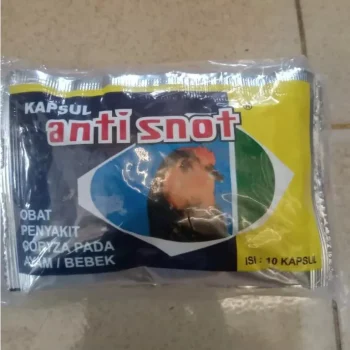 KAPSUL
anti snot
®
OBAT
PENYAKIT
CORYZA PADA
AYAM / BEBEK
ISI : 10 KAPSUL